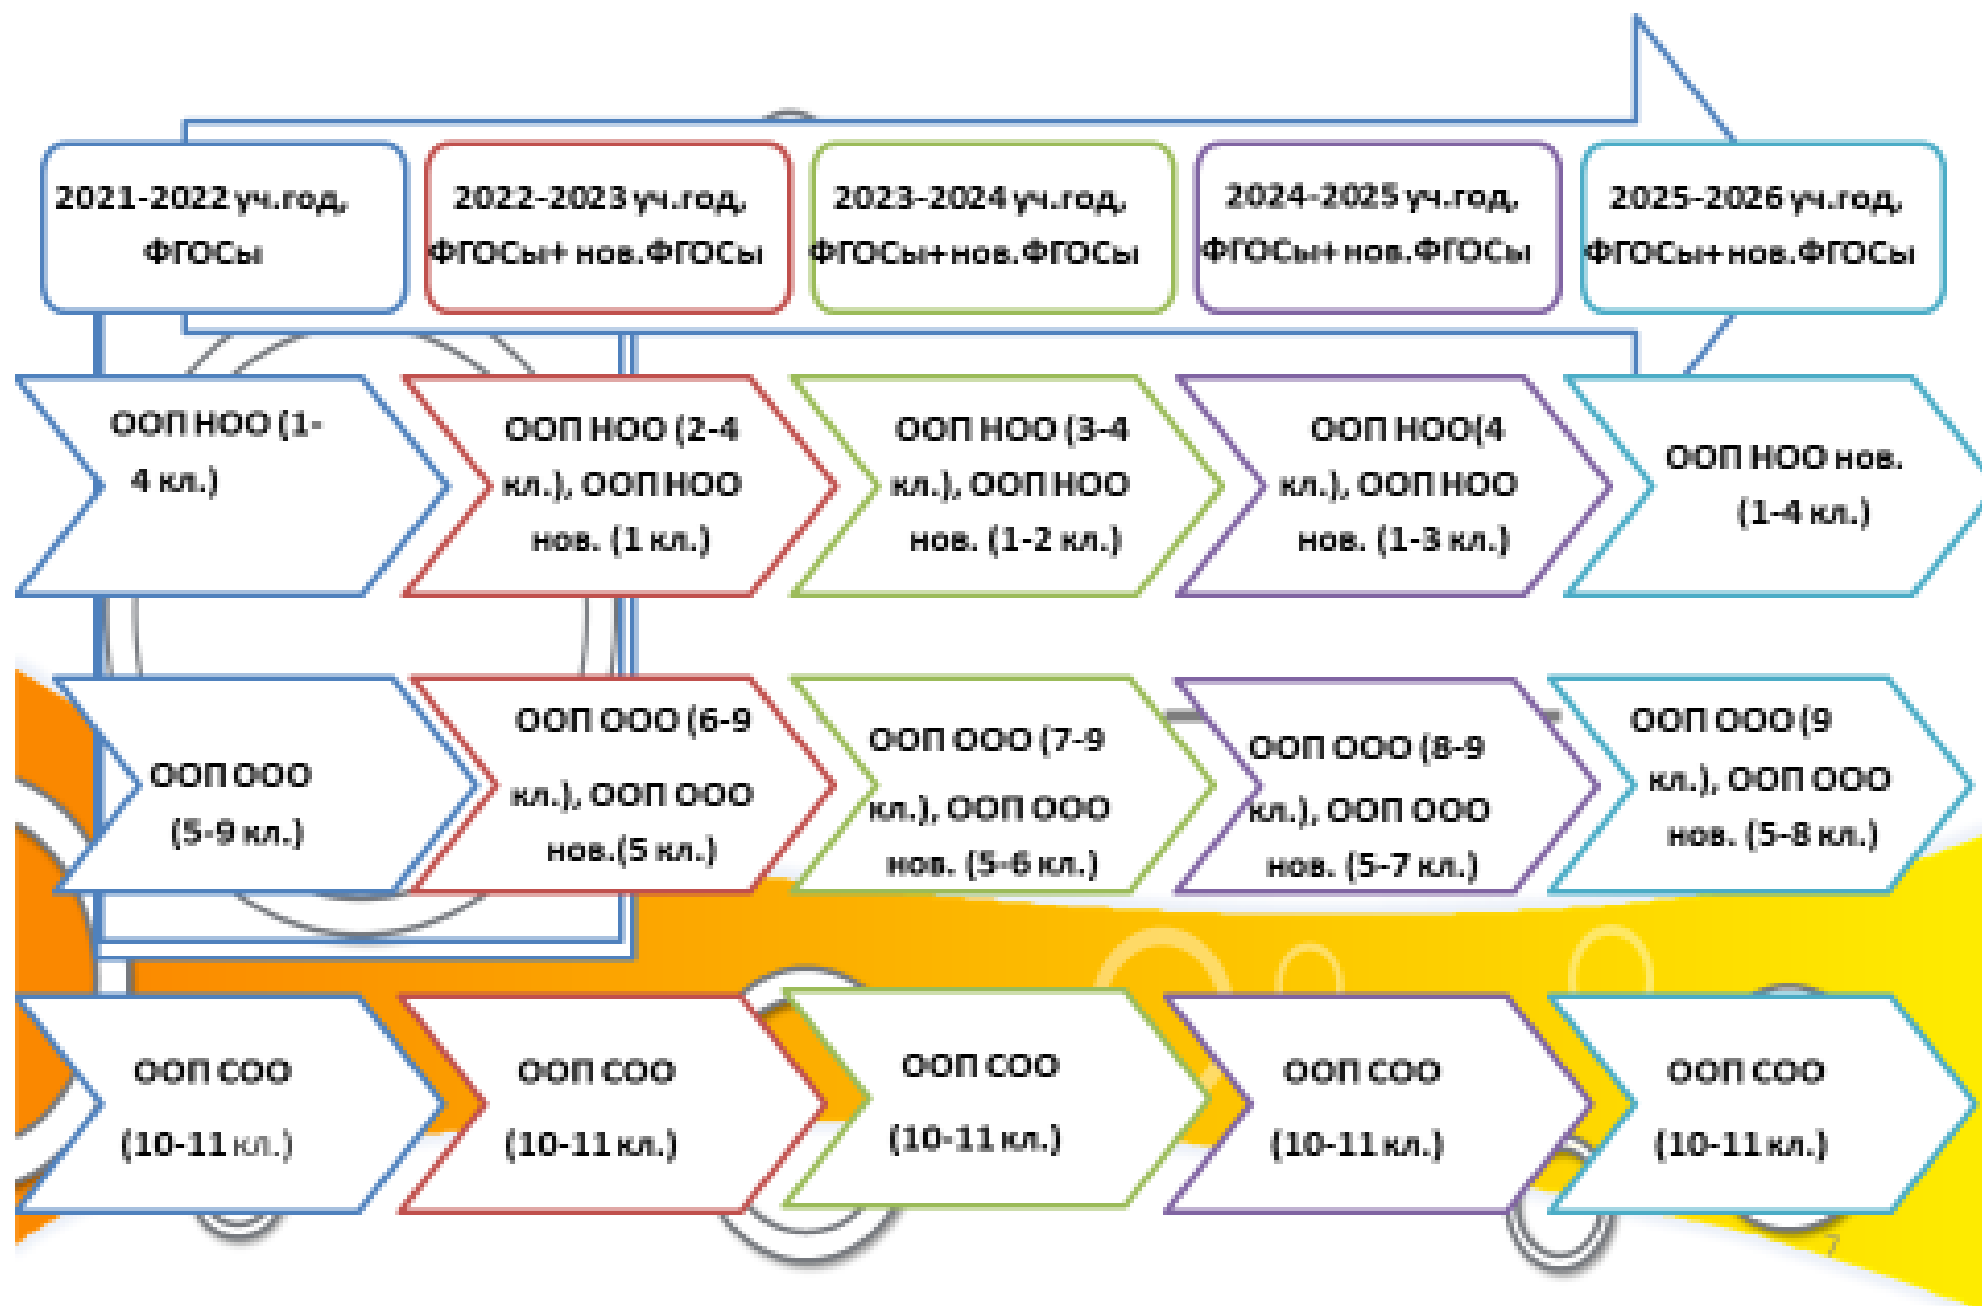 2021-2022 уч.год,
ФГОСы
2022-2023 уч.год,
ФГОСы+ нов.ФГОСы
2023-2024 уч.год,
ФГОСы+нов.ФГОСы
2024-2025 уч.год,
ФГОСы+нов.ФГОСы
2025-2026 уч.год,
ФГОСы+нов.ФГОСы
ООП НОО (1-
4 кл.)
ООП НОО (2-4
кл.), ООП НОО
нов. (1 кл.)
ООП НОО (3-4
кл.), ООП НОО
нов. (1-2 кл.)
ООП НОО(4
кл.), ООП НОО
нов. (1-3 кл.)
ООП НОО нов.
(1-4 кл.)
ООП ООО
(5-9 кл.)
ООП ООО (6-9
кл.), ООП ООО
нов.(5 кл.)
ООП ООО (7-9
кл.), ООП ООО
нов. (5-6 кл.)
ООП ООО (8-9
кл.), ООП ООО
нов. (5-7 кл.)
ООП ООО (9
кл.), ООП ООО
нов. (5-8 кл.)
ООП СОО
(10-11 кл.)
ООП СОО
(10-11 кл.)
ООП СОО
(10-11 кл.)
ООП СОО
(10-11 кл.)
ООП СОО
(10-11 кл.)
7